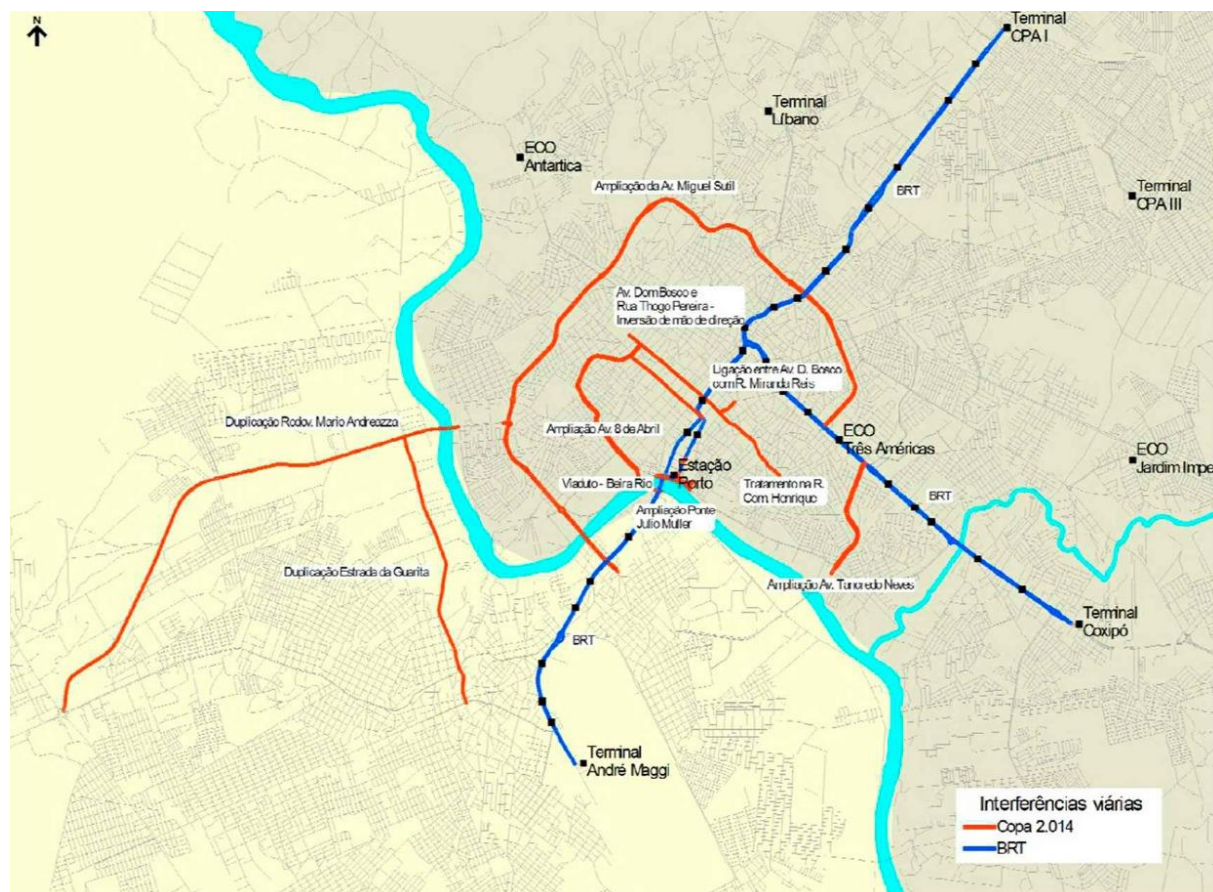 N
Terminal
CPA I
Terminal
Líbano
ECO
Antartica
Ampliação da Av. Miguel Sutil
BRT
Terminal
CPA III
Av. Dom Bosco e
Rua Thogo Pereira -
Inversão de mão de direção
Ligação entre Av. D. Bosco
com R. Miranda Reis
Duplicação Rodov. Mario Andreazza
Ampliação Av. 8 de Abril
ECO
Três Américas
ECO
Jardim Impe
Estação
Porto
Viaduto - Beira Rio
Tratamento na R.
Com. Henrique
BRT
Ampliação Ponte
Julio Muller
Duplicação Estrada da Guarita
Ampliação Av. Tancredo Neves
Terminal
Coxipó
BRT
Terminal
André Maggi
Interferências viárias
Copa 2.014
BRT